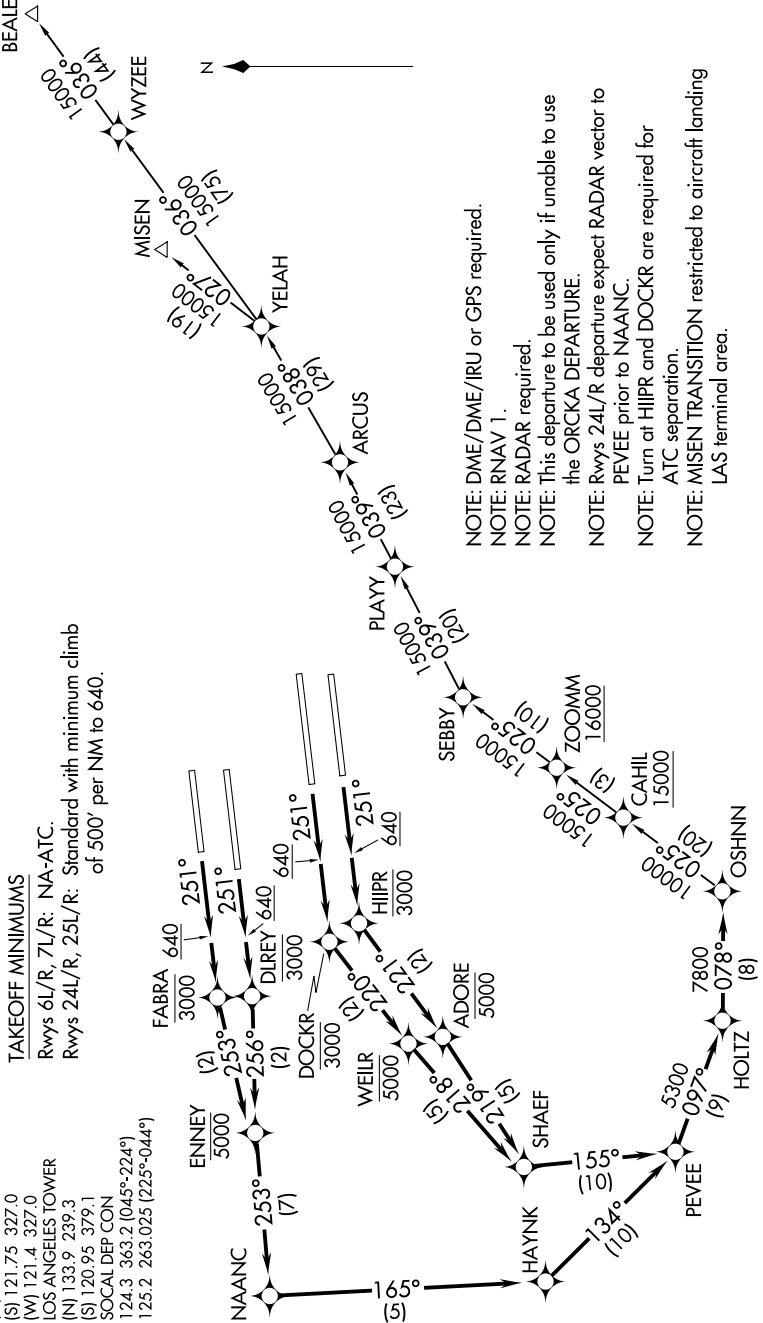 (S) 121.75 327.0
(W) 121.4 327.0
LOS ANGELES TOWER
(N) 133.9 239.3
(S) 120.95 379.1
SOCAL DEP CON
124.3 363.2 (045°-224°)
125.2 263.025 (225°-044°)
TAKEOFF MINIMUMS
Rwys 6L/R, 7L/R: NA-ATC.
Rwys 24L/R, 25L/R: Standard with minimum climb
of 500' per NM to 640.
BEALE
15000
036°
(44)
WYZEE
N
15000
036°
(75)
MISEN
15000
027°
(19)
YELAH
15000
038°
(29)
ARCUS
15000
039°
(23)
PLAYY
15000
039°
(20)
SEBBY
15000
025°
(10)
ZOOMM
16000
15000
025°
(3)
CAHIL
15000
10000
025°
(20)
OSHNN
7800
078°
(8)
HOLTZ
5300
097°
(9)
PEVEE
251°
640
FABRA
3000
251°
640
DLREY
3000
251°
640
DOCKR
3000
251°
640
HIIPR
3000
(2)
253°
256°
(2)
ENNEY
5000
253°
(7)
NAANC
165°
(5)
HAYNK
134°
(10)
220°
(2)
WEILR
5000
221°
(2)
ADORE
5000
218°
(5)
219°
(5)
SHAEF
155°
(10)
NOTE: DME/DME/IRU or GPS required.
NOTE: RNAV 1.
NOTE: RADAR required.
NOTE: This departure to be used only if unable to use
the ORCKA DEPARTURE.
NOTE: Rwys 24L/R departure expect RADAR vector to
PEVEE prior to NAANC.
NOTE: Turn at HIIPR and DOCKR are required for
ATC separation.
NOTE: MISEN TRANSITION restricted to aircraft landing
LAS terminal area.